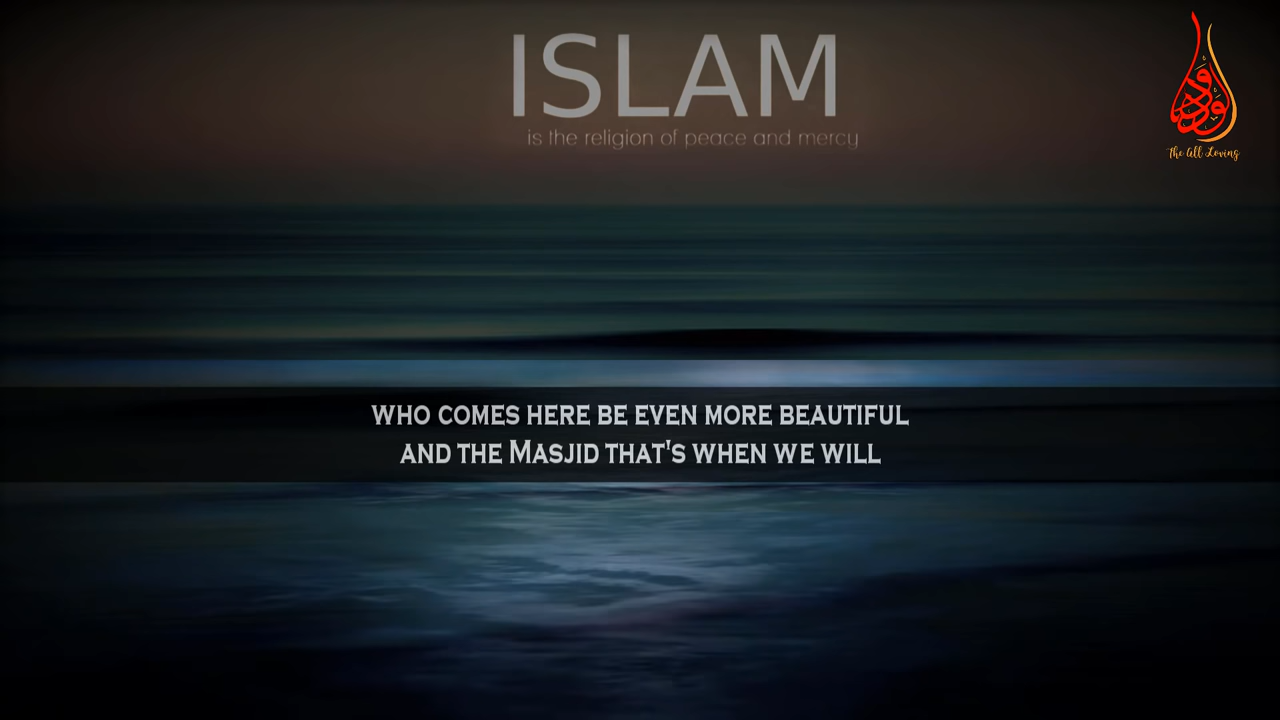 ISLAM
is the religion of peace and mercy
الودود
The All Loving
WHO COMES HERE BE EVEN MORE BEAUTIFUL
AND THE MASJID THAT'S WHEN WE WILL